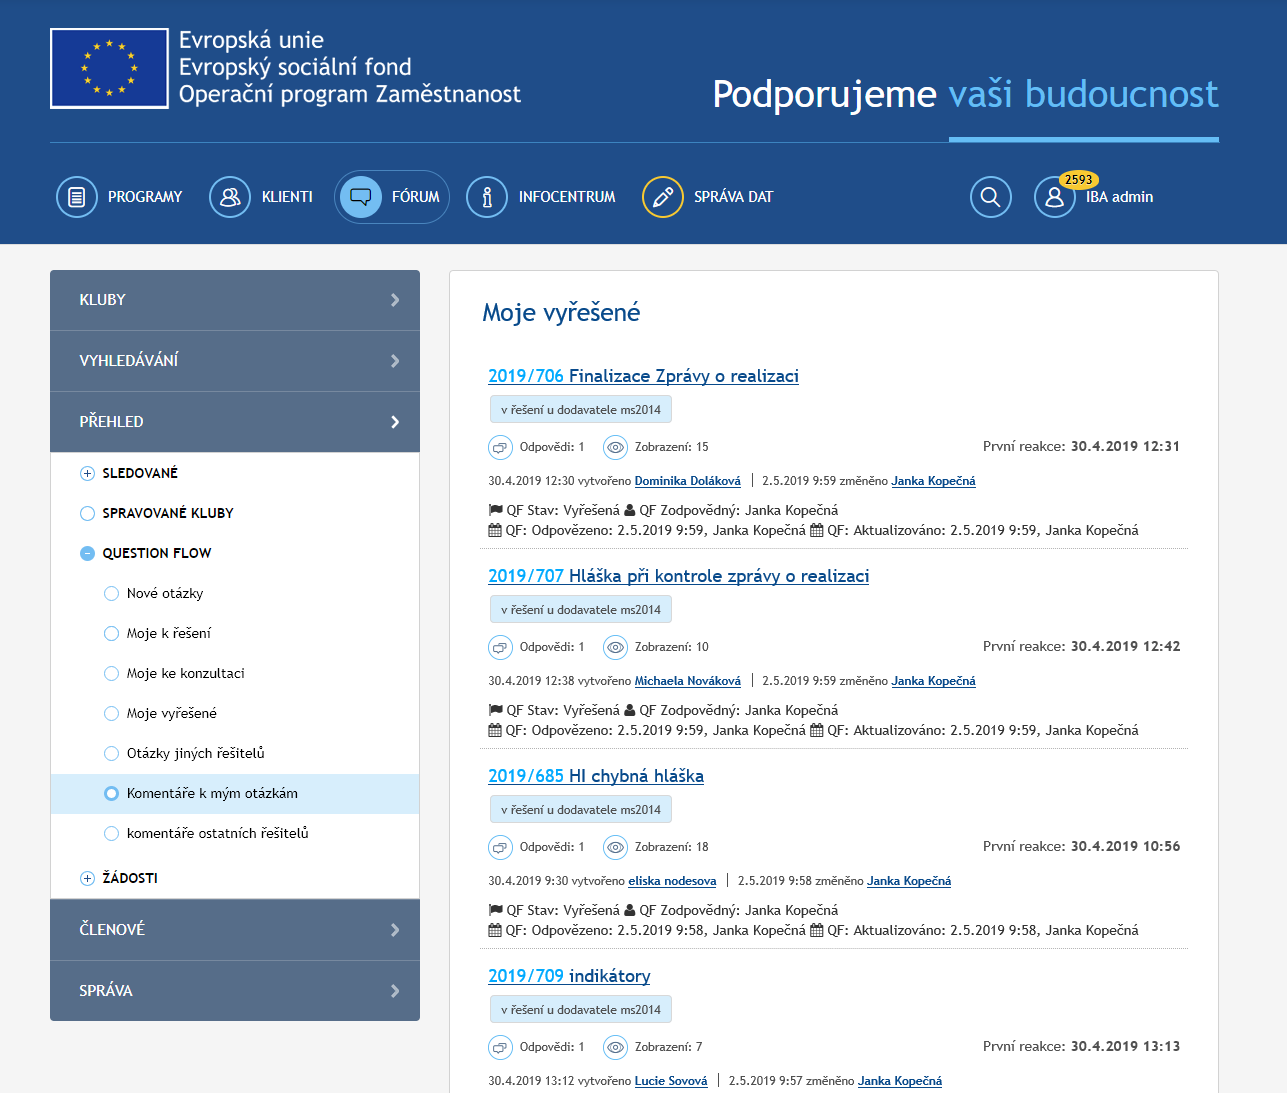 Evropská unie
Evropský sociální fond
Operační program Zaměstnanost
Podporujeme vaši budoucnost
PROGRAMY
KLIENTI
FÓRUM
INFOCENTRUM
SPRÁVA DAT
2593
IBA admin
KLUBY
VYHLEDÁVÁNÍ
PŘEHLED
SLEDOVANÉ
SPRAVOVANÉ KLUBY
QUESTION FLOW
Nové otázky
Moje k řešení
Moje ke konzultaci
Moje vyřešené
Otázky jiných řešitelů
Komentáře k mým otázkám
komentáře ostatních řešitelů
ŽÁDOSTI
ČLENOVÉ
SPRÁVA
Moje vyřešené
2019/706 Finalizace Zprávy o realizaci
v řešení u dodavatele ms2014
Odpovědi: 1 Zobrazení: 15 První reakce: 30.4.2019 12:31
30.4.2019 12:30 vytvořeno Dominika Doláková | 2.5.2019 9:59 změněno Janka Kopečná
QF Stav: Vyřešená QF Zodpovědný: Janka Kopečná
QF: Odpovězeno: 2.5.2019 9:59, Janka Kopečná QF: Aktualizováno: 2.5.2019 9:59, Janka Kopečná
2019/707 Hláška při kontrole zprávy o realizaci
v řešení u dodavatele ms2014
Odpovědi: 1 Zobrazení: 10 První reakce: 30.4.2019 12:42
30.4.2019 12:38 vytvořeno Michaela Nováková | 2.5.2019 9:59 změněno Janka Kopečná
QF Stav: Vyřešená QF Zodpovědný: Janka Kopečná
QF: Odpovězeno: 2.5.2019 9:59, Janka Kopečná QF: Aktualizováno: 2.5.2019 9:59, Janka Kopečná
2019/685 HI chybná hláška
v řešení u dodavatele ms2014
Odpovědi: 1 Zobrazení: 18 První reakce: 30.4.2019 10:56
30.4.2019 9:30 vytvořeno eliska nodesova | 2.5.2019 9:58 změněno Janka Kopečná
QF Stav: Vyřešená QF Zodpovědný: Janka Kopečná
QF: Odpovězeno: 2.5.2019 9:58, Janka Kopečná QF: Aktualizováno: 2.5.2019 9:58, Janka Kopečná
2019/709 indikátory
v řešení u dodavatele ms2014
Odpovědi: 1 Zobrazení: 7 První reakce: 30.4.2019 13:13
30.4.2019 13:12 vytvořeno Lucie Sovová | 2.5.2019 9:57 změněno Janka Kopečná